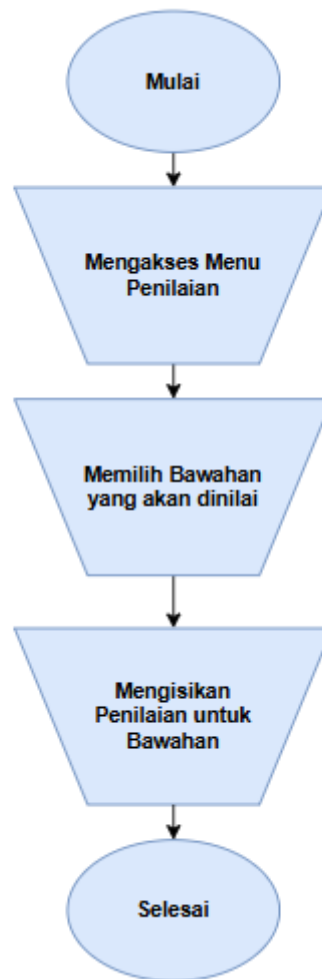 Mulai
Mengakses Menu
Penilaian
Memilih Bawahan
yang akan dinilai
Mengisikan
Penilaian untuk
Bawahan
Selesai